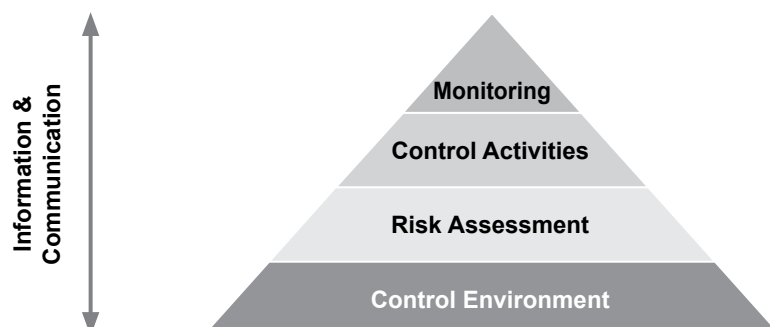 Information &
Communication
Monitoring
Control Activities
Risk Assessment
Control Environment